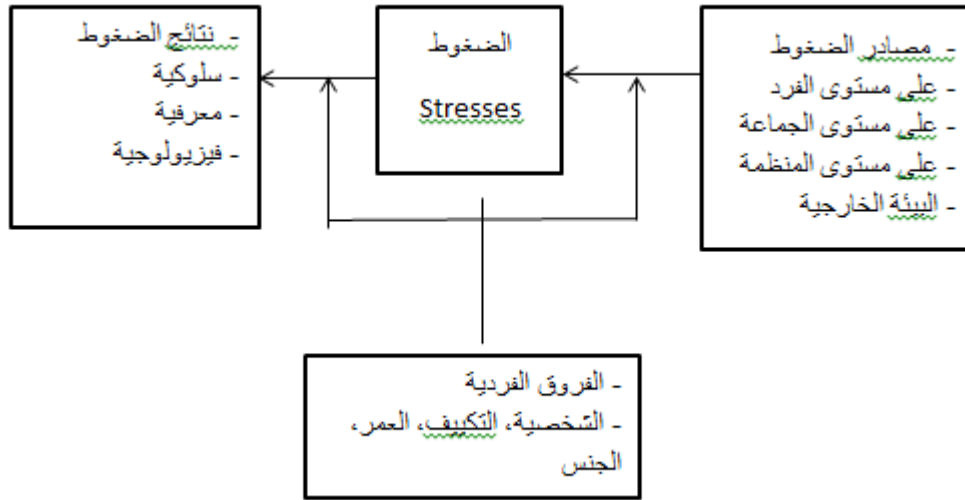 - مصادر الضغوط
- على مستوى الفرد
- على مستوى الجماعة
- على مستوى المنظمة
- البيئة الخارجية
الضغوط
Stresses
- نتائج الضغوط
- سلوكية
- معرفية
- فيزيولوجية
- الفروق الفردية
- الشخصية، التكييف، العمر،
الجنس